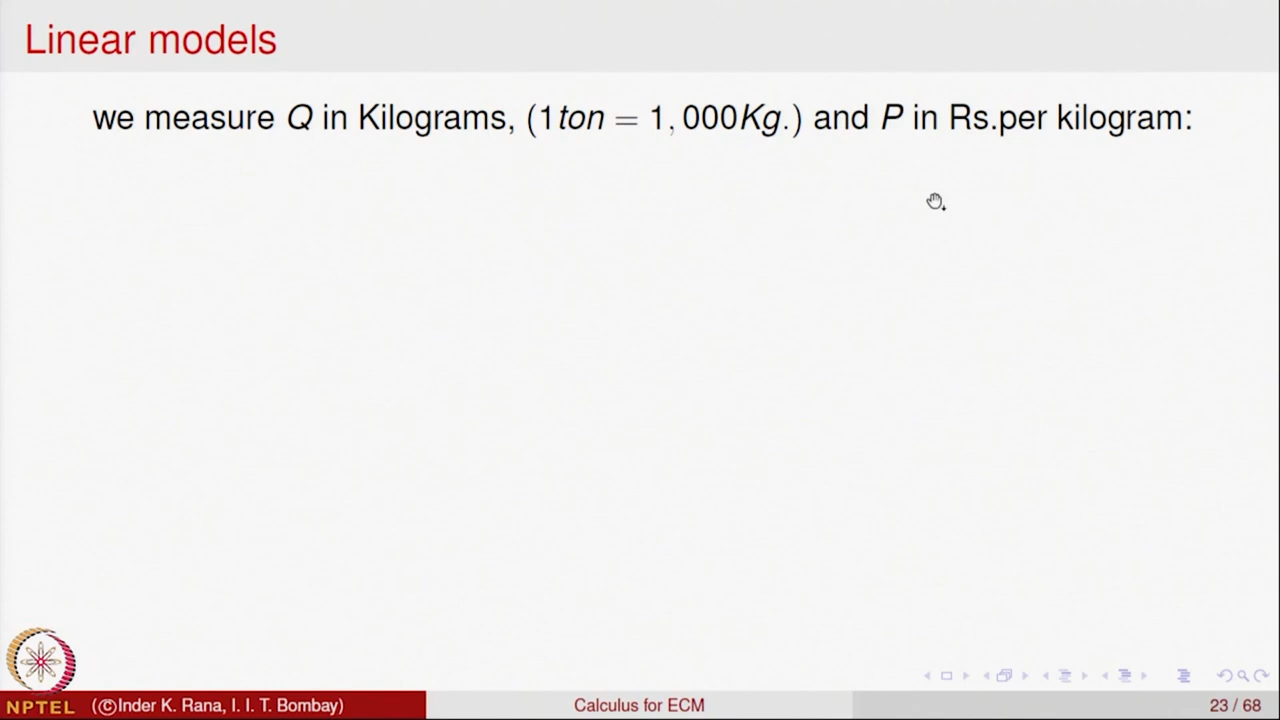 Linear models
we measure Q in Kilograms, (1ton = 1, 000Kg.) and P in Rs.per kilogram:
NPTEL
(©Inder K. Rana, I. I. T. Bombay)
Calculus for ECM
23 / 68